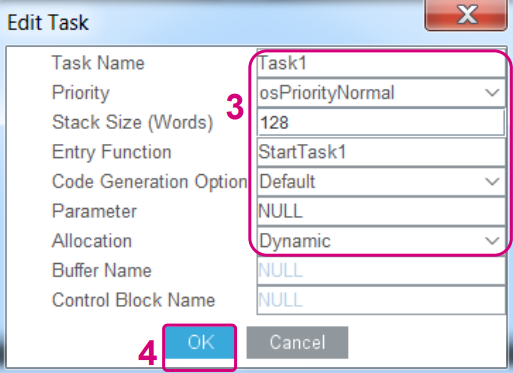 Edit Task X
Task Name Task1
Priority osPriorityNormal
3
Stack Size (Words) 128
Entry Function StartTask1
Code Generation Option Default
Parameter NULL
Allocation Dynamic
Buffer Name NULL
Control Block Name NULL
4 OK Cancel